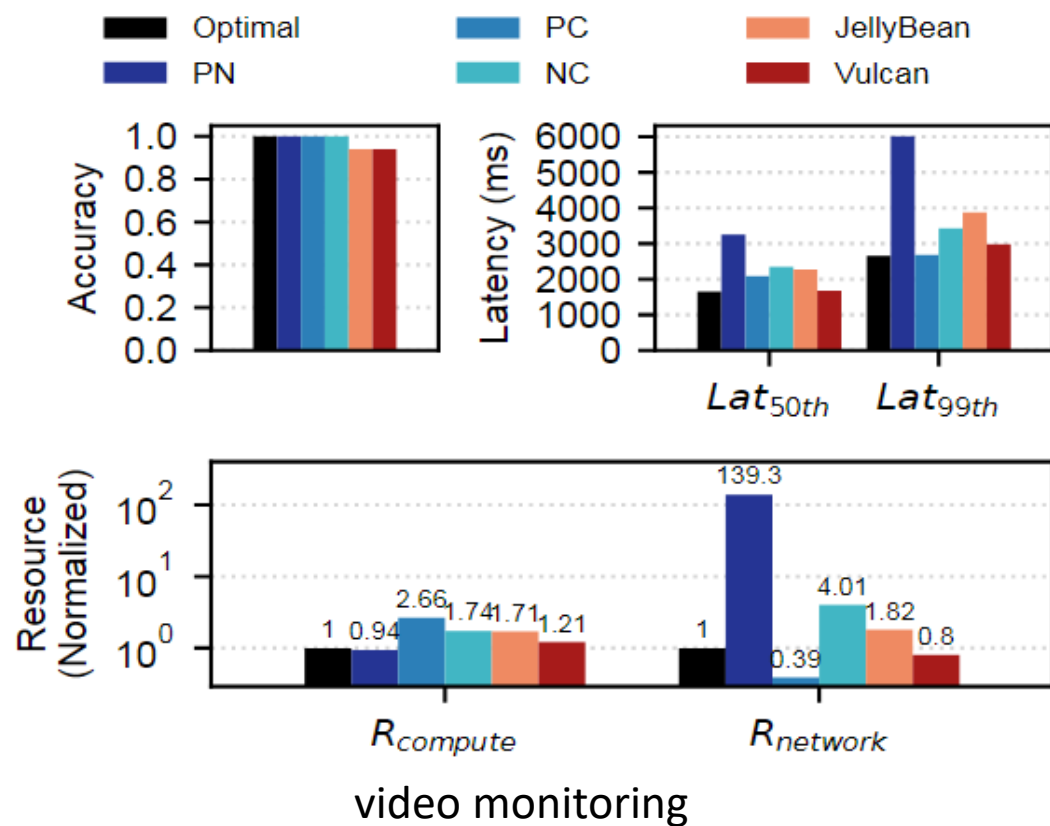 Optimal PC JellyBean
PN NC Vulcan
Accuracy
1.0
0.8
0.6
0.4
0.2
0.0
Latency (ms)
6000
5000
4000
3000
2000
1000
0
Lat50th Lat99th
Resource
(Normalized)
10²
10¹
10⁰
1 0.94 2.66 1.74 1.71 1.21
1 139.3 0.39 4.01 1.82 0.8
Rcompute Rnetwork
video monitoring